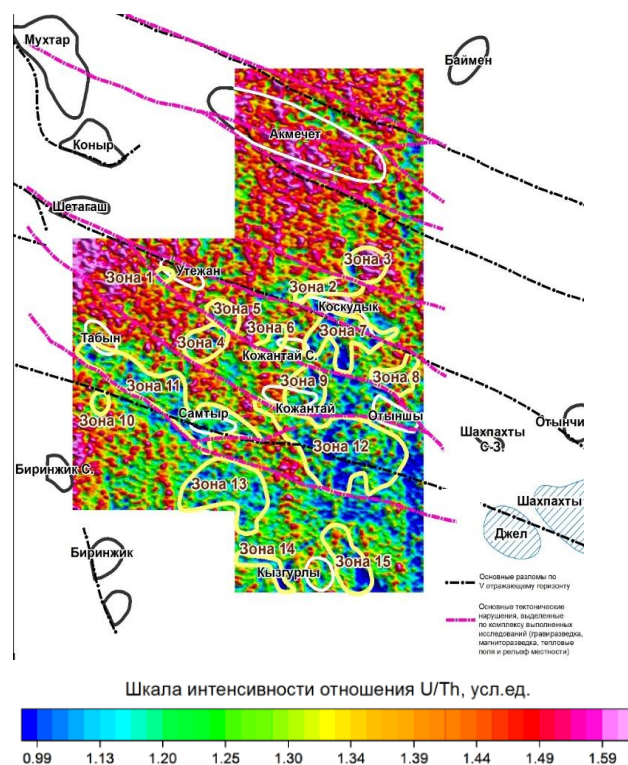 Мухтар
Баймен
Акмечет
Коныр
Шетагаш
Зона 3
Зона 1
Утежан
Зона 2
Зона 5
Коскудык
Зона 6
Зона 7
Табын
Зона 4
Кожантай С.
Зона 8
Зона 11
Зона 9
Зона 10
Самтыр
Кожантай
Отыншы
Отынчи
Шахпахты
С-3
Зона 12
Биринжик С.
Зона 13
Шахпахты
Джел
Биринжик
Зона 14
Зона 15
Кызгурлы
Основные разломы по
V отражающему горизонту
Основные тектонические
нарушения, выделенные
по комплексу выполненных
исследований (гравиразведка,
магниторазведка, тепловые
поля и рельеф местности)
Шкала интенсивности отношения U/Th, усл.ед.
0.99 1.13 1.20 1.25 1.30 1.34 1.39 1.44 1.49 1.59